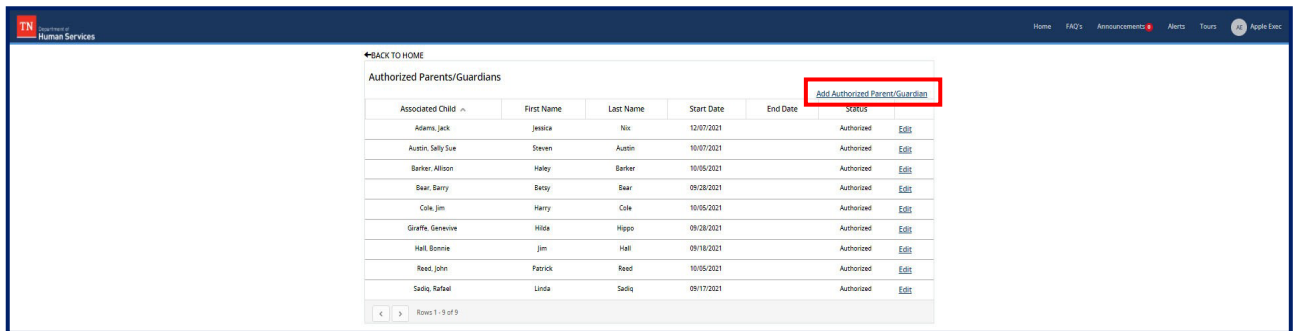 TN Department of Human Services Home FAQ's Announcements Alerts Tours AE Apple Exec
BACK TO HOME
Authorized Parents/Guardians
Add Authorized Parent/Guardian
Associated Child First Name Last Name Start Date End Date Status
Adams, Jack Jessica Nix 12/07/2021 Authorized Edit
Austin, Sally Sue Steven Austin 10/07/2021 Authorized Edit
Barker, Allison Haley Barker 10/05/2021 Authorized Edit
Bear, Barry Betsy Bear 09/28/2021 Authorized Edit
Cole, Jim Harry Cole 10/05/2021 Authorized Edit
Giraffe, Genevive Hilda Hippo 09/28/2021 Authorized Edit
Hall, Bonnie Jim Hall 09/18/2021 Authorized Edit
Reed, John Patrick Reed 10/05/2021 Authorized Edit
Sadiq, Rafael Linda Sadiq 09/17/2021 Authorized Edit
Rows 1 - 9 of 9